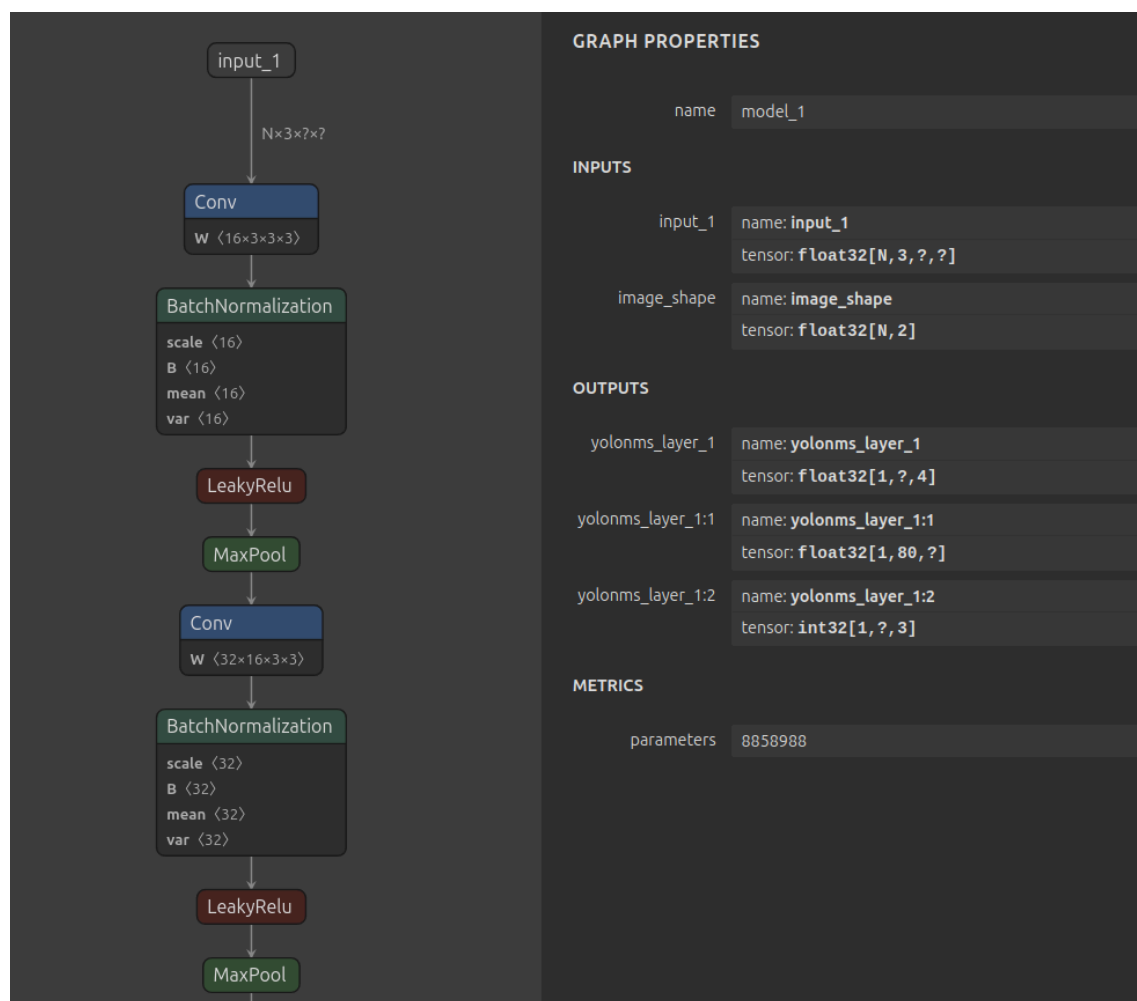 input_1
N×3×?×?
Conv
W ⟨16×3×3×3⟩
BatchNormalization
scale ⟨16⟩
B ⟨16⟩
mean ⟨16⟩
var ⟨16⟩
LeakyRelu
MaxPool
Conv
W ⟨32×16×3×3⟩
BatchNormalization
scale ⟨32⟩
B ⟨32⟩
mean ⟨32⟩
var ⟨32⟩
LeakyRelu
MaxPool
GRAPH PROPERTIES
name model_1
INPUTS
input_1 name: input_1
tensor: float32[N,3,?,?]
image_shape name: image_shape
tensor: float32[N,2]
OUTPUTS
yolonms_layer_1 name: yolonms_layer_1
tensor: float32[1,?,4]
yolonms_layer_1:1 name: yolonms_layer_1:1
tensor: float32[1,80,?]
yolonms_layer_1:2 name: yolonms_layer_1:2
tensor: int32[1,?,3]
METRICS
parameters 8858988